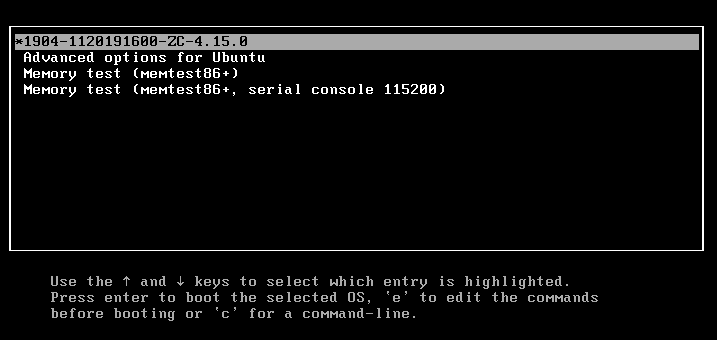 *1904-1120191600-ZC-4.15.0
Advanced options for Ubuntu
Memory test (memtest86+)
Memory test (memtest86+, serial console 115200)
Use the ↑ and ↓ keys to select which entry is highlighted.
Press enter to boot the selected OS, `e' to edit the commands
before booting or `c' for a command-line.